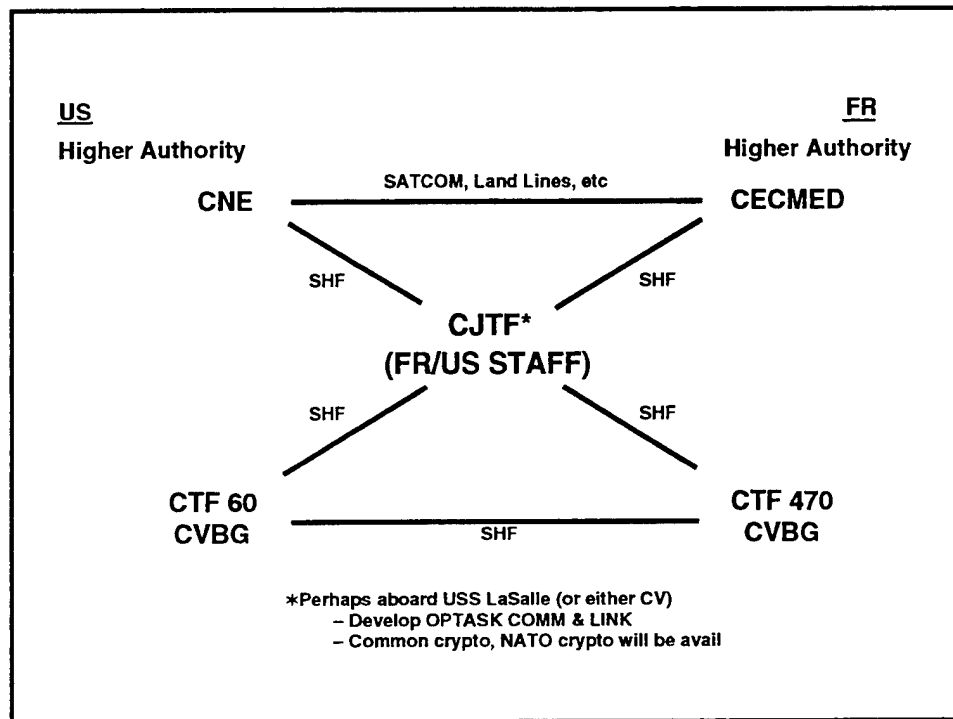 US
FR
Higher Authority
Higher Authority
SATCOM, Land Lines, etc
CNE
CECMED
SHF
SHF
CJTF*
(FR/US STAFF)
SHF
SHF
CTF 60
CVBG
CTF 470
CVBG
SHF
*Perhaps aboard USS LaSalle (or either CV)
– Develop OPTASK COMM & LINK
– Common crypto, NATO crypto will be avail